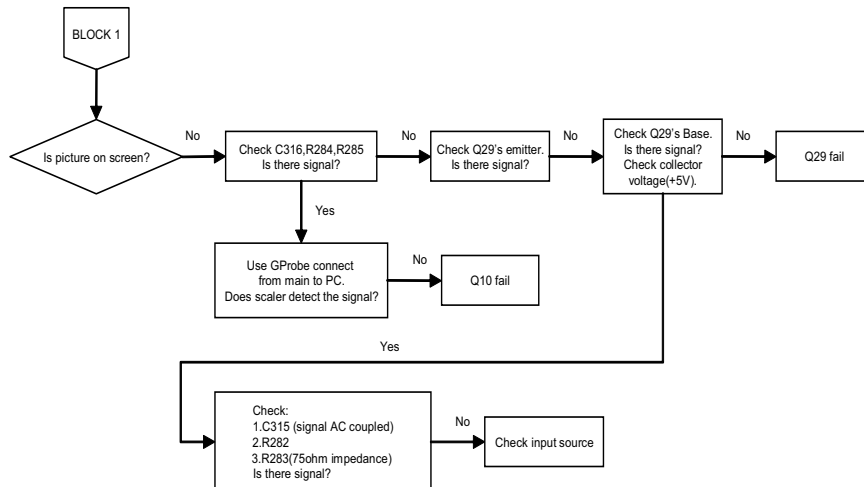 BLOCK 1
Is picture on screen?
No
Check C316,R284,R285
Is there signal?
No
Check Q29's emitter.
Is there signal?
No
Check Q29's Base.
Is there signal?
Check collector
voltage(+5V).
No
Q29 fail
Yes
Use GProbe connect
from main to PC.
Does scaler detect the signal?
No
Q10 fail
Yes
Check:
1.C315 (signal AC coupled)
2.R282
3.R283(75ohm impedance)
Is there signal?
No
Check input source